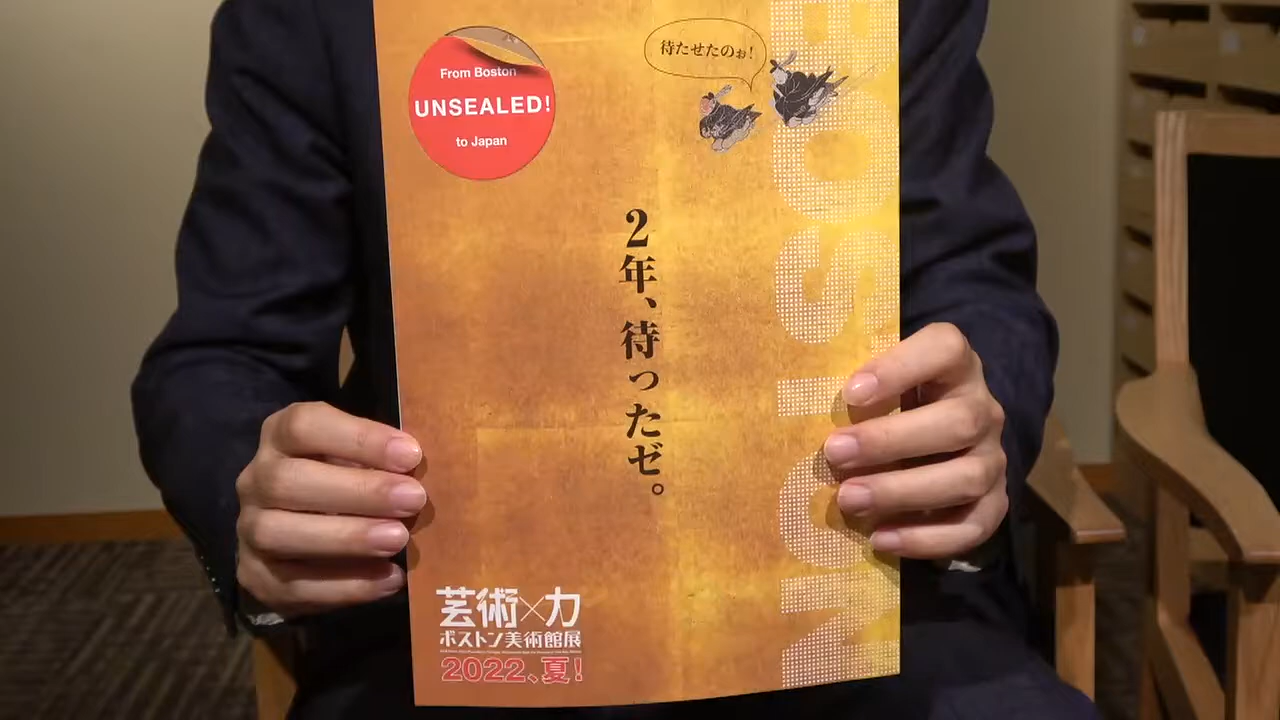 From Boston
UNSEALED!
to Japan
待たせたのぉ!
BOSTON
2年、待ったゼ。
芸術×力
ボストン美術館展
2022、夏!